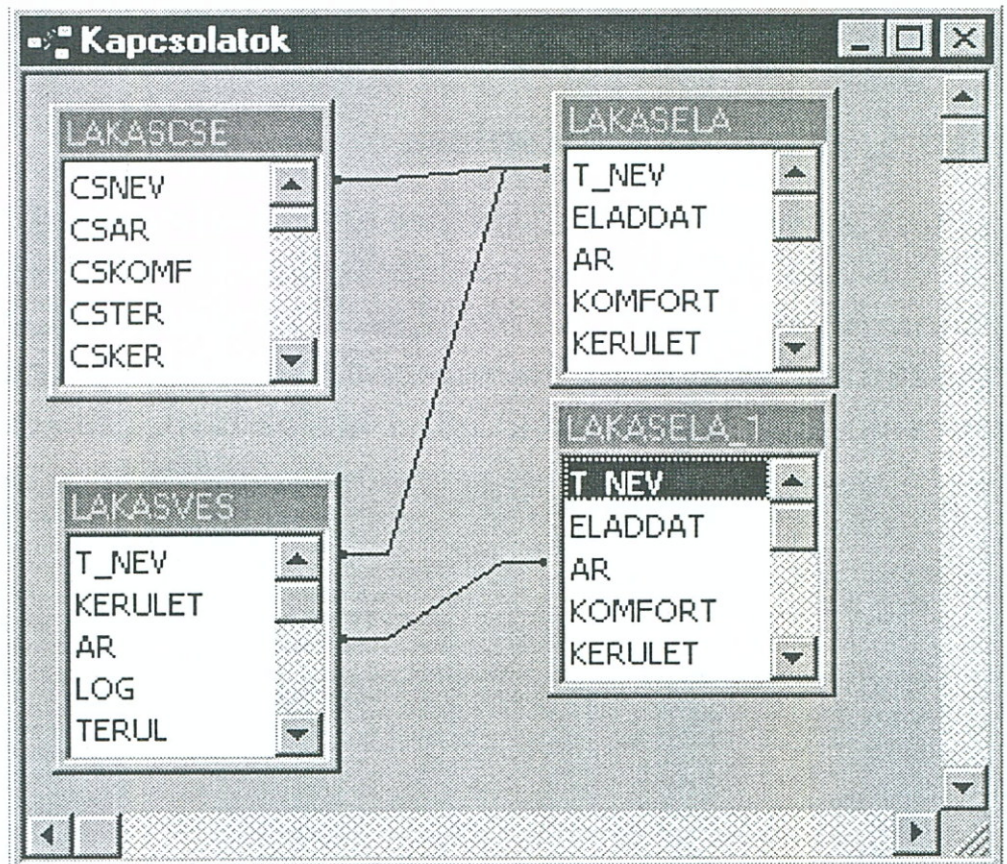 Kapcsolatok
LAKASCSE
CSNEV
CSAR
CSKOMF
CSTER
CSKER
LAKASELA
T_NEV
ELADDAT
AR
KOMFORT
KERULET
LAKASVES
T_NEV
KERULET
AR
LOG
TERUL
LAKASELA_1
T_NEV
ELADDAT
AR
KOMFORT
KERULET